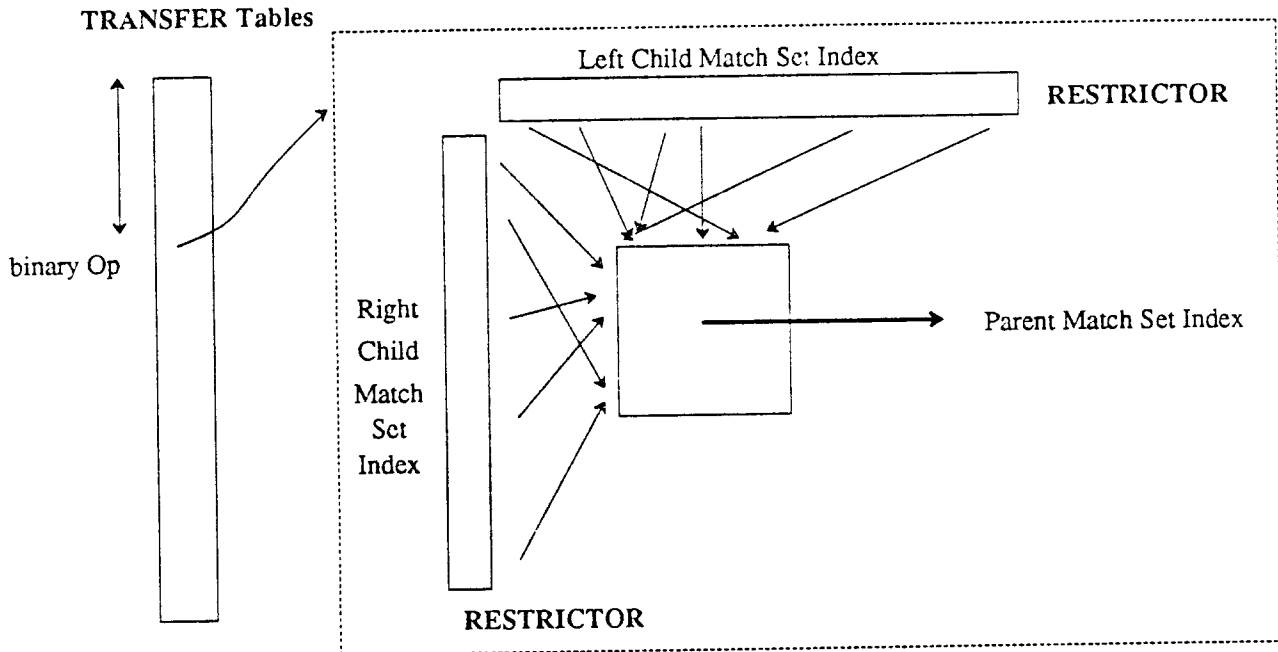 TRANSFER Tables
Left Child Match Set Index
RESTRICTOR
binary Op
Right
Child
Match
Set
Index
Parent Match Set Index
RESTRICTOR